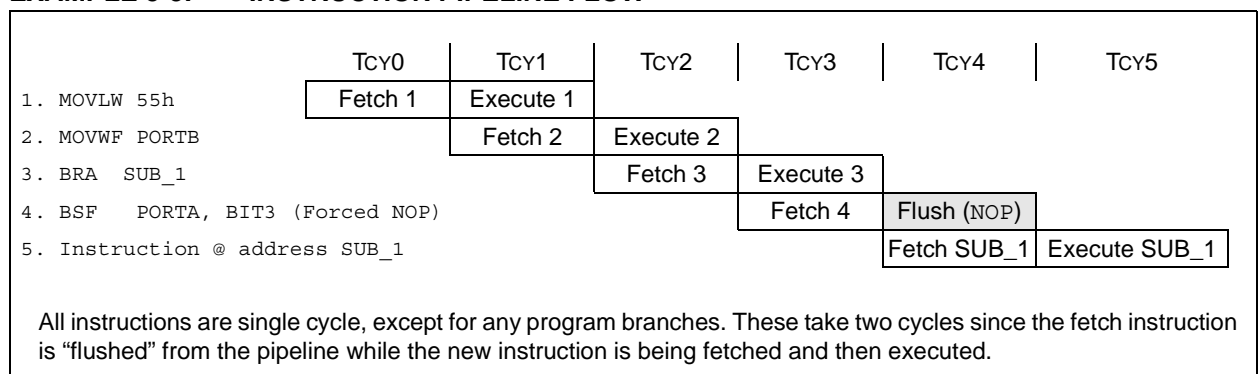 TCY0 TCY1 TCY2 TCY3 TCY4 TCY5
1. MOVLW 55h Fetch 1 Execute 1
2. MOVWF PORTB Fetch 2 Execute 2
3. BRA SUB_1 Fetch 3 Execute 3
4. BSF PORTA, BIT3 (Forced NOP) Fetch 4 Flush (NOP)
5. Instruction @ address SUB_1 Fetch SUB_1 Execute SUB_1
All instructions are single cycle, except for any program branches. These take two cycles since the fetch instruction
is “flushed” from the pipeline while the new instruction is being fetched and then executed.